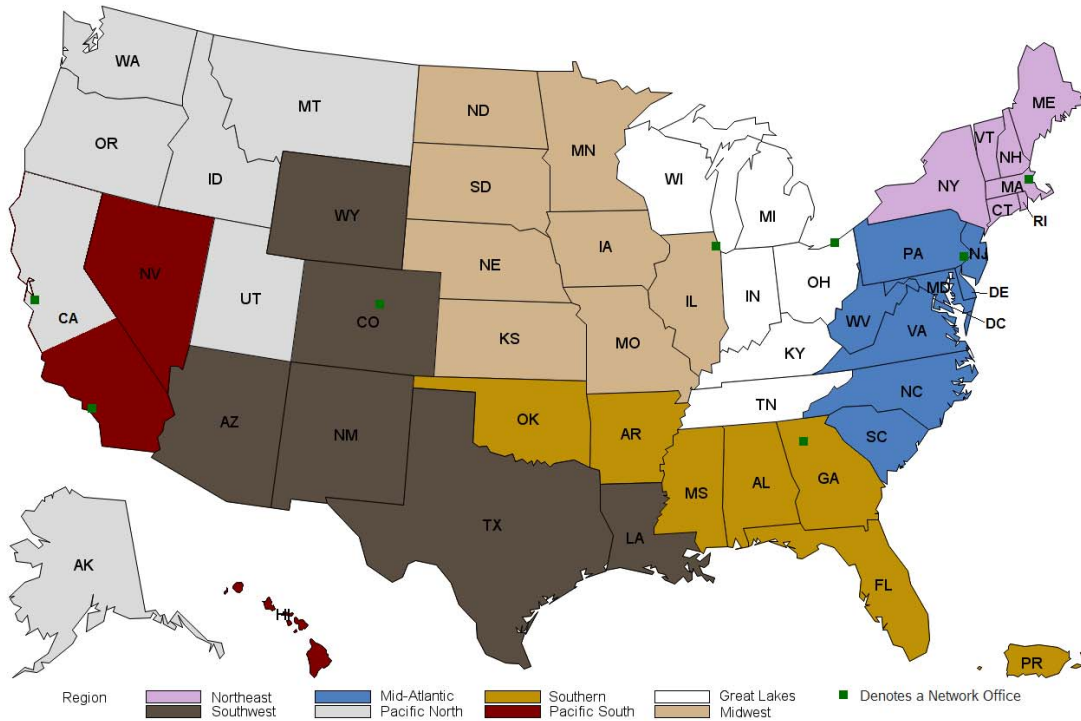 WA
MT
ND
ME
OR
MN
VT
NH
ID
SD
WI
NY
MA
MI
CT
RI
WY
IA
NE
PA
NJ
NV
OH
UT
IL
IN
MD
DE
CO
WV
DC
CA
VA
KS
MO
KY
NC
TN
AZ
OK
AR
NM
SC
MS
AL
GA
TX
LA
AK
FL
HI
PR
Region Northeast Mid-Atlantic Southern Great Lakes Denotes a Network Office
Southwest Pacific North Pacific South Midwest